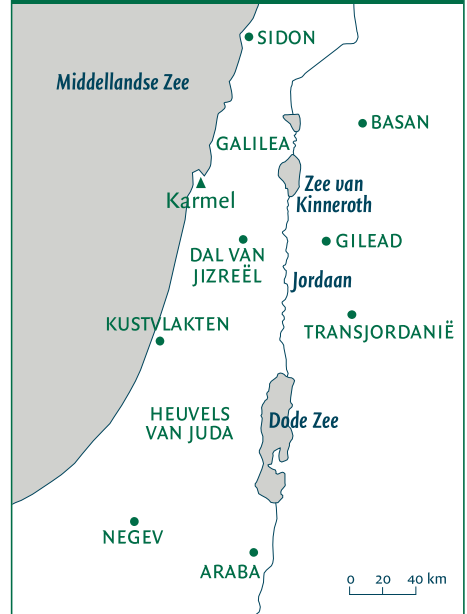 SIDON
Middellandse Zee
BASAN
GALILEA
Zee van
Kinneroth
Karmel
GILEAD
DAL VAN
JIZREËL
Jordaan
KUSTVLAKTEN
TRANSJORDANIË
HEUVELS
VAN JUDA
Dode Zee
NEGEV
ARABA
0 20 40 km